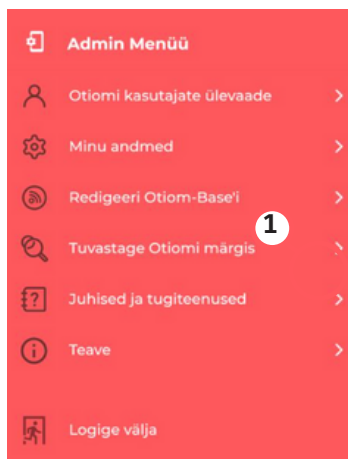 Admin Menüü
Otiomi kasutajate ülevaade
Minu andmed
Redigeeri Otiom-Base'i
1
Tuvastage Otiomi märgis
Juhised ja tugiteenused
Teave
Logige välja